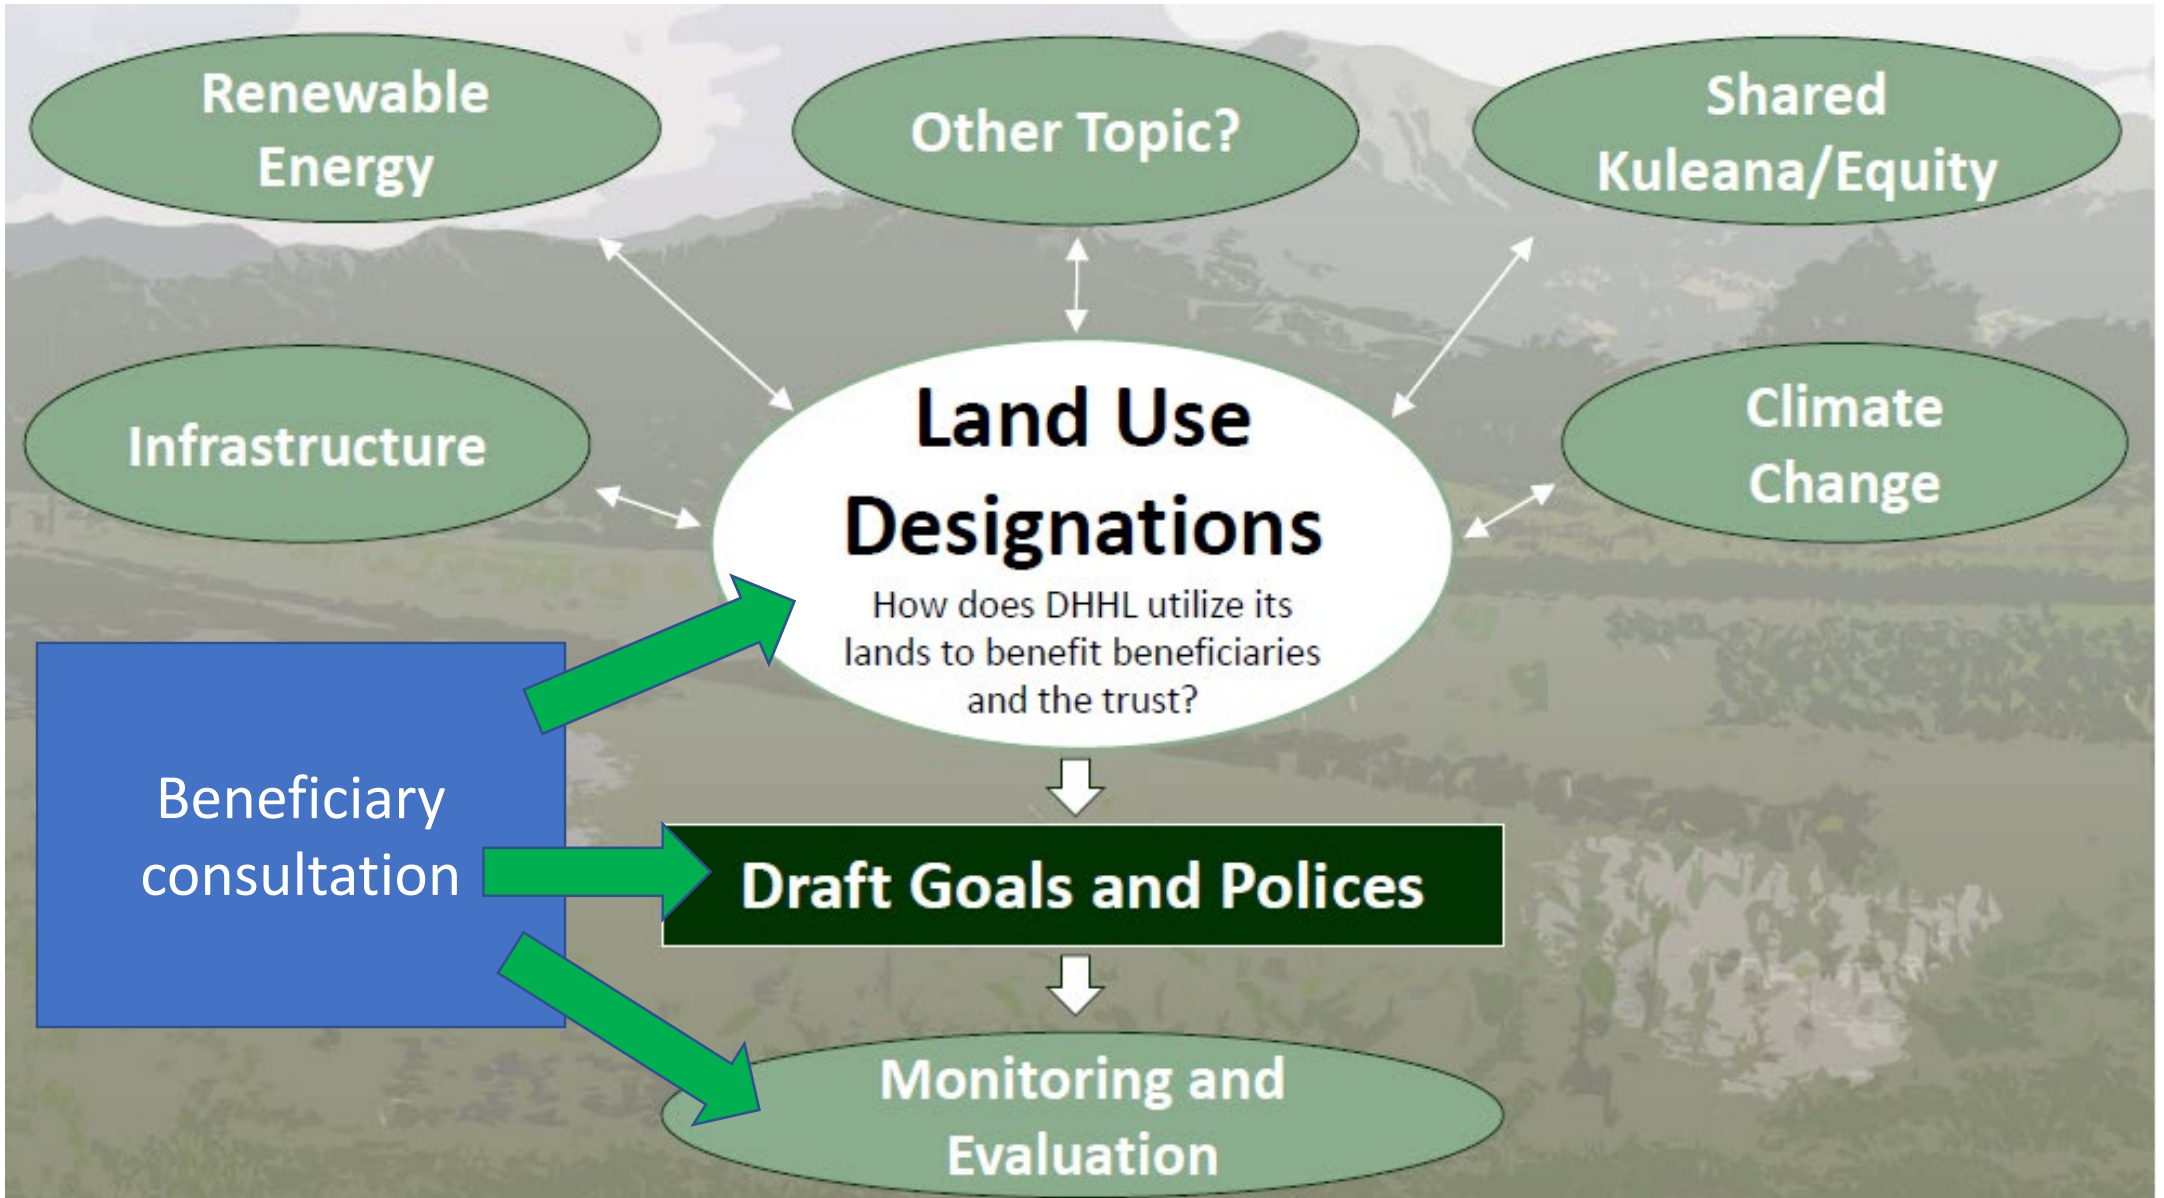 Renewable
Energy
Other Topic?
Shared
Kuleana/Equity
Infrastructure
Climate
Change
Land Use
Designations
How does DHHL utilize its
lands to benefit beneficiaries
and the trust?
Beneficiary
consultation
Draft Goals and Polices
Monitoring and
Evaluation